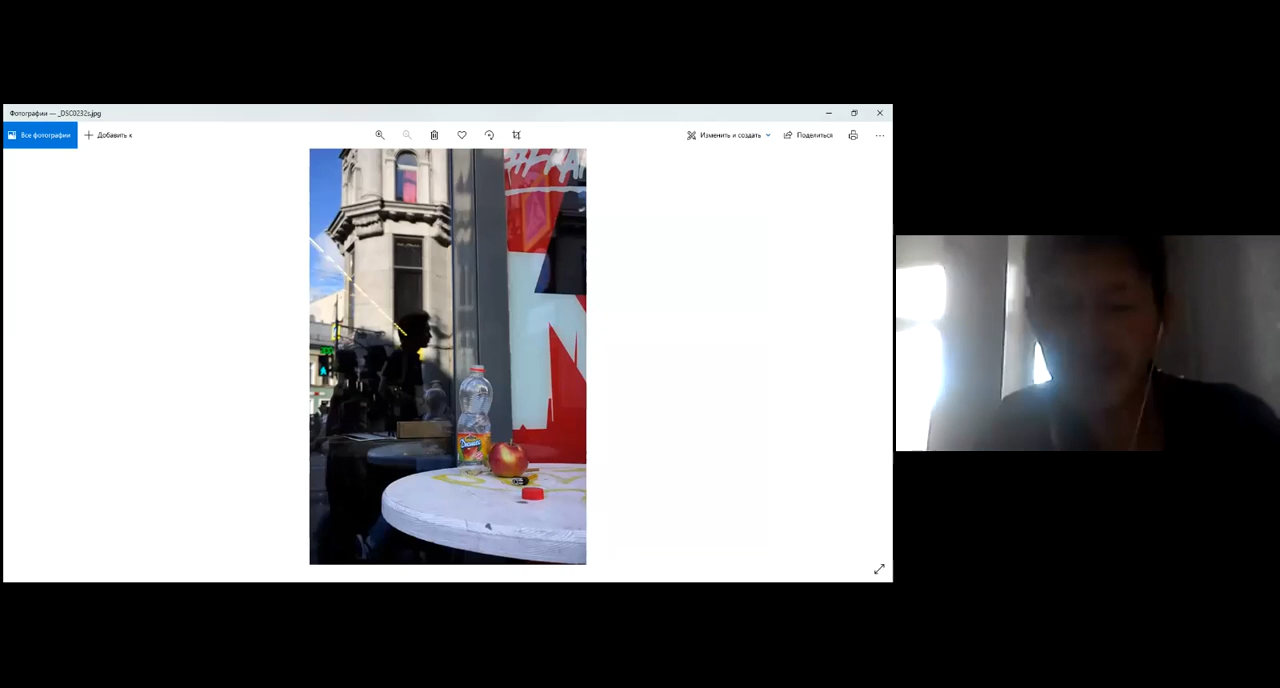 Фотографии — _DSC0232s.jpg
Все фотографии
Добавить к
Изменить и создать
Поделиться